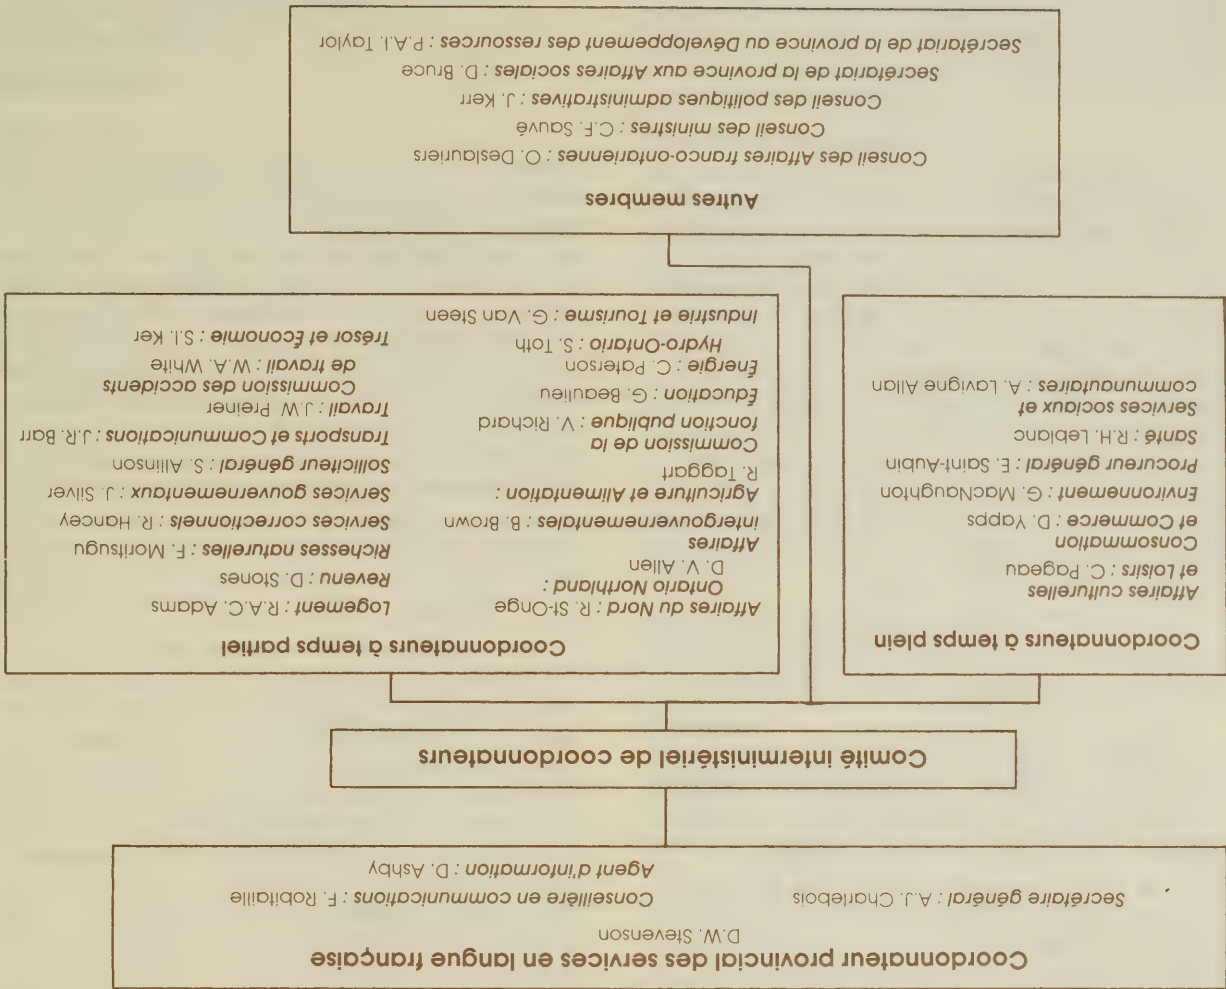 Coordonnateur provincial des services en langue française
D.W. Stevenson
Secrétaire général : A.J. Charlebois
Conseillère en communications : F. Robitaille
Agent d'information : D. Ashby
Comité interministériel de coordonnateurs
Coordonnateurs à temps plein
Affaires culturelles
et Loisirs : C. Pageau
Consommation
et Commerce : D. Yapps
Environnement : G. MacNaughton
Procureur général : E. Saint-Aubin
Santé : R.H. Leblanc
Services sociaux et
communautaires : A. Lavigne Allan
Coordonnateurs à temps partiel
Affaires du Nord : R. St-Onge
Ontario Northland :
D. V. Allen
Affaires
intergouvernementales : B. Brown
Agriculture et Alimentation :
R. Taggart
Commission de la
fonction publique : V. Richard
Éducation : G. Beaulieu
Énergie : C. Paterson
Hydro-Ontario : S. Toth
Industrie et Tourisme : G. Van Steen
Logement : R.A.C. Adams
Revenu : D. Stones
Richesses naturelles : F. Moritsugu
Services correctionnels : R. Hancey
Services gouvernementaux : J. Silver
Solliciteur général : S. Allinson
Transports et Communications : J.R. Barr
Travail : J.W. Preiner
Commission des accidents
de travail : W.A. White
Trésor et Économie : S.I. Ker
Autres membres
Conseil des Affaires franco-ontariennes : O. Deslauriers
Conseil des ministres : C.F. Sauvé
Conseil des politiques administratives : J. Kerr
Secrétariat de la province aux Affaires sociales : D. Bruce
Secrétariat de la province au Développement des ressources : P.A.I. Taylor